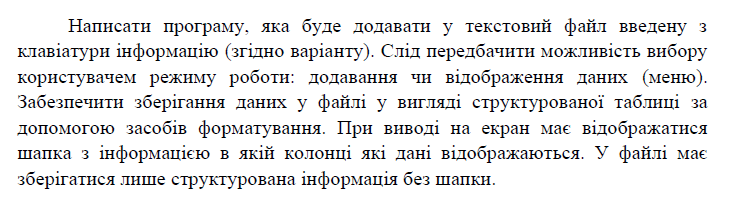 Написати програму, яка буде додавати у текстовий файл введену з
клавіатури інформацію (згідно варіанту). Слід передбачити можливість вибору
користувачем режиму роботи: додавання чи відображення даних (меню).
Забезпечити зберігання даних у файлі у вигляді структурованої таблиці за
допомогою засобів форматування. При виводі на екран має відображатися
шапка з інформацією в якій колонці які дані відображаються. У файлі має
зберігатися лише структурована інформація без шапки.